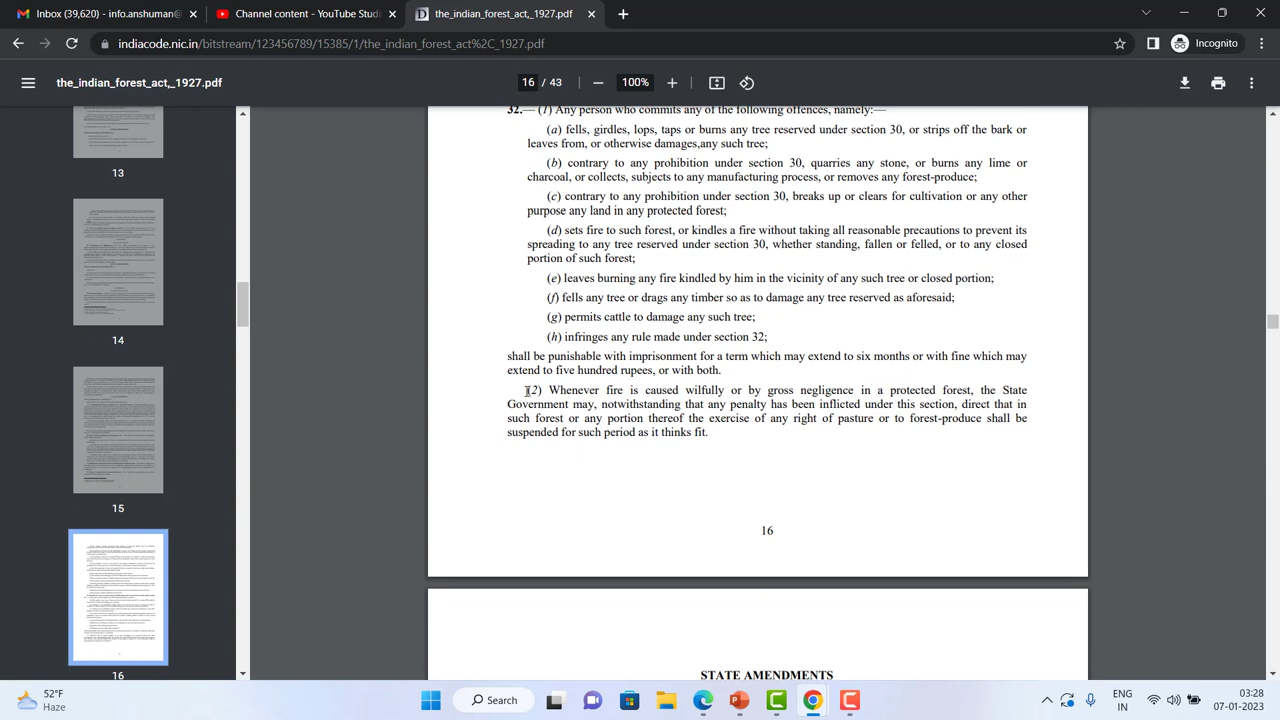 Inbox (39,620) - info.anshuman@
Channel content - YouTube Studi
the_indian_forest_act,_1927.pdf
indiacode.nic.in/bitstream/123456789/15385/1/the_indian_forest_act%2C_1927.pdf
Incognito
the_indian_forest_act,_1927.pdf
16 / 43
100%
13
14
15
16
32.—(1) Any person who commits any of the following offences, namely:—
(a) fells, girdles, lops, taps or burns any tree reserved under section 30, or strips off the bark or
leaves from, or otherwise damages,any such tree;
(b) contrary to any prohibition under section 30, quarries any stone, or burns any lime or
charcoal, or collects, subjects to any manufacturing process, or removes any forest-produce;
(c) contrary to any prohibition under section 30, breaks up or clears for cultivation or any other
purpose any land in any protected forest;
(d) sets fire to such forest, or kindles a fire without taking all reasonable precautions to prevent its
spreading to any tree reserved under section 30, whether standing, fallen or felled, or to any closed
portion of such forest;
(e) leaves burning any fire kindled by him in the vicinity of any such tree or closed portion;
(f) fells any tree or drags any timber so as to damage any tree reserved as aforesaid;
(g) permits cattle to damage any such tree;
(h) infringes any rule made under section 32;
shall be punishable with imprisonment for a term which may extend to six months or with fine which may
extend to five hundred rupees, or with both.
(2) Whenever fire is caused wilfully or by gross negligence in a protected forest, the State
Government may, notwithstanding that any penalty has been inflicted under this section, direct that in
such forest or any portion thereof the exercise of any right of pasture or to forest-produce shall be
suspended for such period as it thinks fit.
16
STATE AMENDMENTS
52°F
Haze
Search
ENG
IN
03:28
07-01-2023